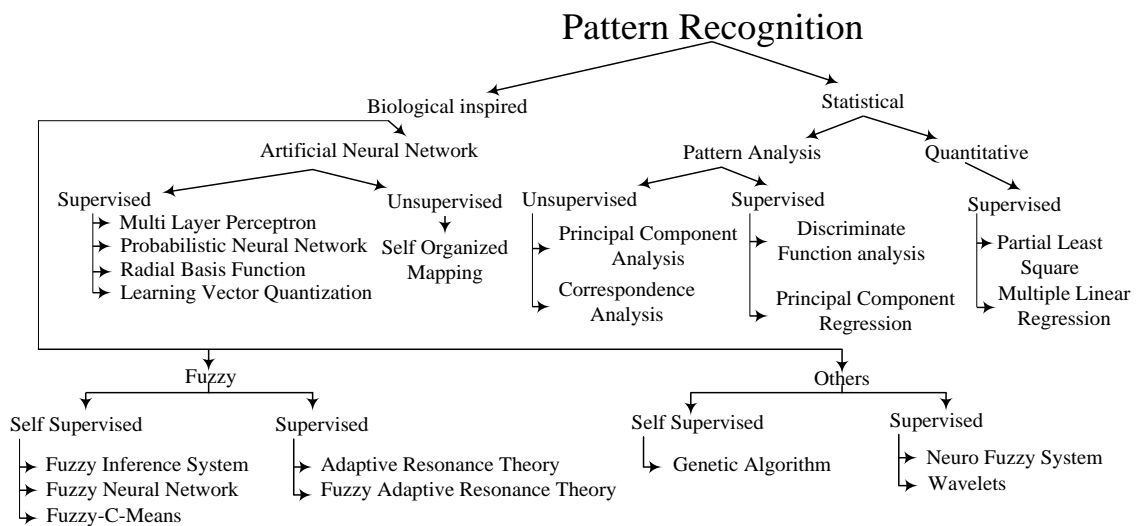 Pattern Recognition
Biological inspired
Statistical
Artificial Neural Network
Pattern Analysis
Quantitative
Supervised
Multi Layer Perceptron
Probabilistic Neural Network
Radial Basis Function
Learning Vector Quantization
Unsupervised
Self Organized
Mapping
Unsupervised
Principal Component
Analysis
Correspondence
Analysis
Supervised
Discriminate
Function analysis
Principal Component
Regression
Supervised
Partial Least
Square
Multiple Linear
Regression
Fuzzy
Others
Self Supervised
Fuzzy Inference System
Fuzzy Neural Network
Fuzzy-C-Means
Supervised
Adaptive Resonance Theory
Fuzzy Adaptive Resonance Theory
Self Supervised
Genetic Algorithm
Supervised
Neuro Fuzzy System
Wavelets